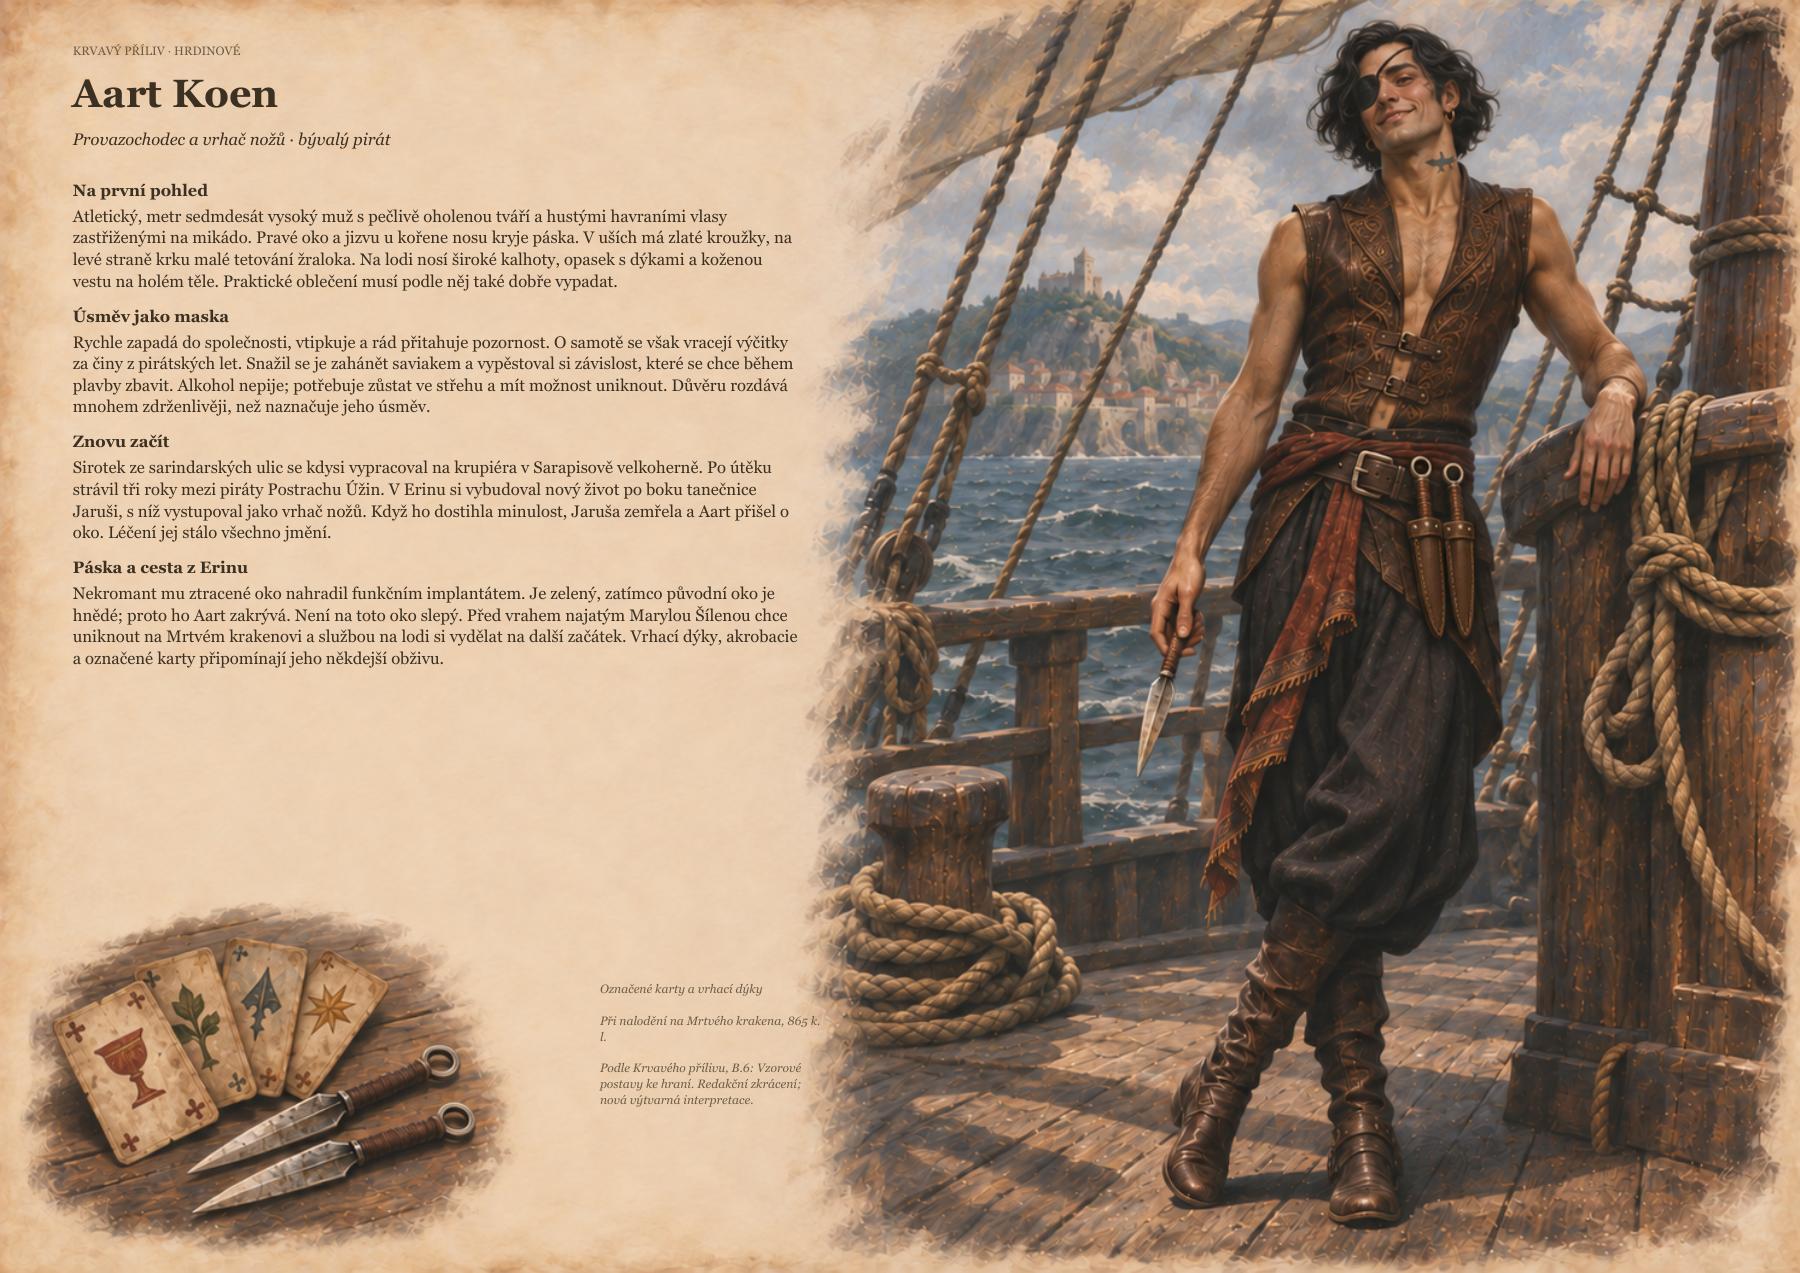 KRVAVÝ PŘÍLIV · HRDINOVÉ
Aart Koen
Provazochodec a vrhač nožů · bývalý pirát
Na první pohled
Atletický, metr sedmdesát vysoký muž s pečlivě oholenou tváří a hustými havraními vlasy
zastřiženými na mikádo. Pravé oko a jizvu u kořene nosu kryje páska. V uších má zlaté kroužky, na
levé straně krku malé tetování žraloka. Na lodi nosí široké kalhoty, opasek s dýkami a koženou
vestu na holém těle. Praktické oblečení musí podle něj také dobře vypadat.
Úsměv jako maska
Rychle zapadá do společnosti, vtipkuje a rád přitahuje pozornost. O samotě se však vracejí výčitky
za činy z pirátských let. Snažil se je zahánět saviakem a vypěstoval si závislost, které se chce během
plavby zbavit. Alkohol nepije; potřebuje zůstat ve střehu a mít možnost uniknout. Důvěru rozdává
mnohem zdrženlivěji, než naznačuje jeho úsměv.
Znovu začít
Sirotek ze sarindarských ulic se kdysi vypracoval na krupiéra v Sarapisově velkoherně. Po útěku
strávil tři roky mezi piráty Postrachu Úžin. V Erinu si vybudoval nový život po boku tanečnice
Jaruši, s níž vystupoval jako vrhač nožů. Když ho dostihla minulost, Jaruša zemřela a Aart přišel o
oko. Léčení jej stálo všechno jmění.
Páska a cesta z Erinu
Nekromant mu ztracené oko nahradil funkčním implantátem. Je zelený, zatímco původní oko je
hnědé; proto ho Aart zakrývá. Není na toto oko slepý. Před vrahem najatým Marylou Šílenou chce
uniknout na Mrtvém krakenovi a službou na lodi si vydělat na další začátek. Vrhací dýky, akrobacie
a označené karty připomínají jeho někdejší obživu.
Označené karty a vrhací dýky
Při nalodění na Mrtvého krakena, 865 k.
l.
Podle Krvavého přílivu, B.6: Vzorové
postavy ke hraní. Redakční zkrácení;
nová výtvarná interpretace.